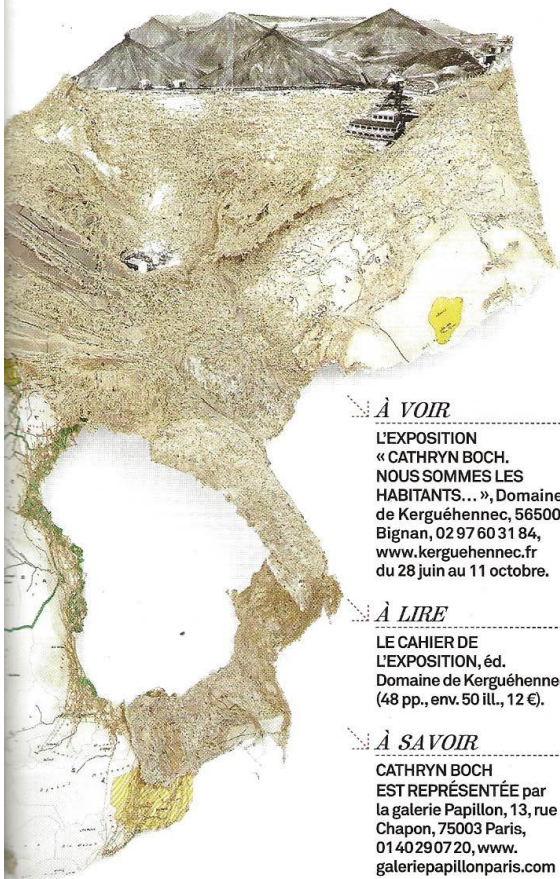 À VOIR
L'EXPOSITION
« CATHRYN BOCH.
NOUS SOMMES LES
HABITANTS… », Domaine
de Kerguéhennec, 56500
Bignan, 02 97 60 31 84,
www.kerguehennec.fr
du 28 juin au 11 octobre.
À LIRE
LE CAHIER DE
L'EXPOSITION, éd.
Domaine de Kerguéhenne
(48 pp., env. 50 ill., 12 €).
À SAVOIR
CATHRYN BOCH
EST REPRÉSENTÉE par
la galerie Papillon, 13, rue
Chapon, 75003 Paris,
01 40 29 07 20, www.
galeriepapillonparis.com